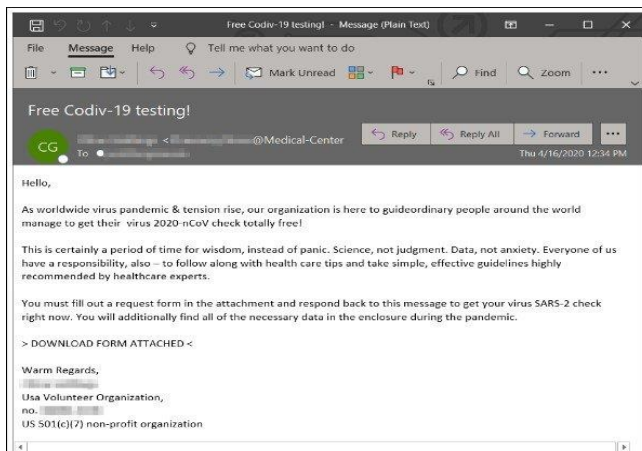 Free Codiv-19 testing! - Message (Plain Text)
File Message Help Tell me what you want to do
Mark Unread Find Zoom ...
Free Codiv-19 testing!
CG < @Medical-Center
To
Reply Reply All Forward ...
Thu 4/16/2020 12:34 PM
Hello,
As worldwide virus pandemic & tension rise, our organization is here to guideordinary people around the world
manage to get their virus 2020-nCoV check totally free!
This is certainly a period of time for wisdom, instead of panic. Science, not judgment. Data, not anxiety. Everyone of us
have a responsibility, also – to follow along with health care tips and take simple, effective guidelines highly
recommended by healthcare experts.
You must fill out a request form in the attachment and respond back to this message to get your virus SARS-2 check
right now. You will additionally find all of the necessary data in the enclosure during the pandemic.
> DOWNLOAD FORM ATTACHED <
Warm Regards,
Usa Volunteer Organization,
no.
US 501(c)(7) non-profit organization